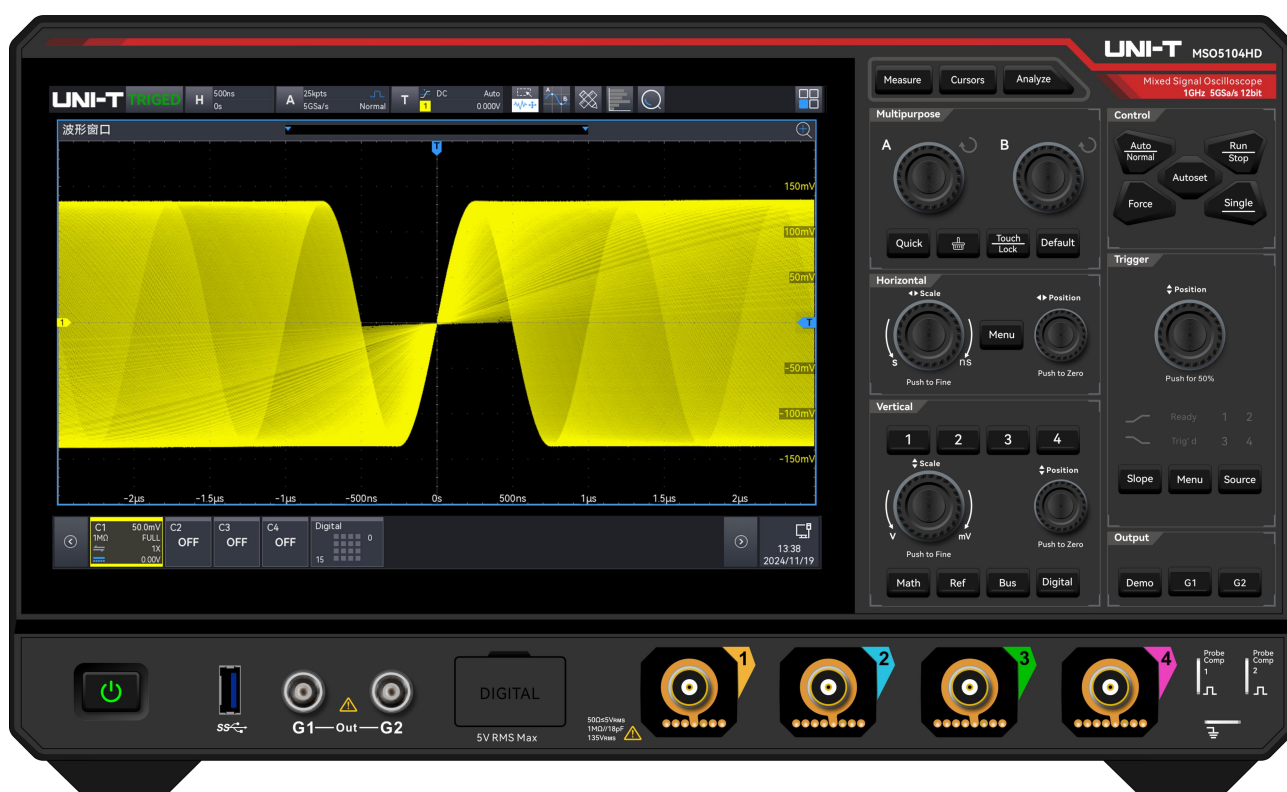 UNI-T MSO5104HD
Mixed Signal Oscilloscope
1GHz 5GSa/s 12bit
UNI-T TRIGED
H 500ns
0s
A 25kpts
5GSa/s Normal
T DC Auto
1 0.000V
A B
波形窗口
T
150mV
100mV
50mV
1
T
-50mV
-100mV
-150mV
-2μs -1.5μs -1μs -500ns 0s 500ns 1μs 1.5μs 2μs
C1 50.0mV
1MΩ FULL
1X
0.00V
C2
OFF
C3
OFF
C4
OFF
Digital
0
15
13:38
2024/11/19
Measure Cursors Analyze
Multipurpose
A B
Quick Touch Lock Default
Control
Auto Normal
Run Stop
Autoset
Force
Single
Horizontal
Scale
Position
Menu
s ns
Push to Fine
Push to Zero
Trigger
Position
Push for 50%
Ready 1 2
Trig'd 3 4
Slope Menu Source
Vertical
1 2 3 4
Scale
Position
V mV
Push to Fine
Push to Zero
Math Ref Bus Digital
Output
Demo G1 G2
SS
G1 Out G2
DIGITAL
5V RMS Max
50Ω≤5VRMS
1MΩ//18pF
135VRMS
1 2 3 4
Probe Comp 1
Probe Comp 2